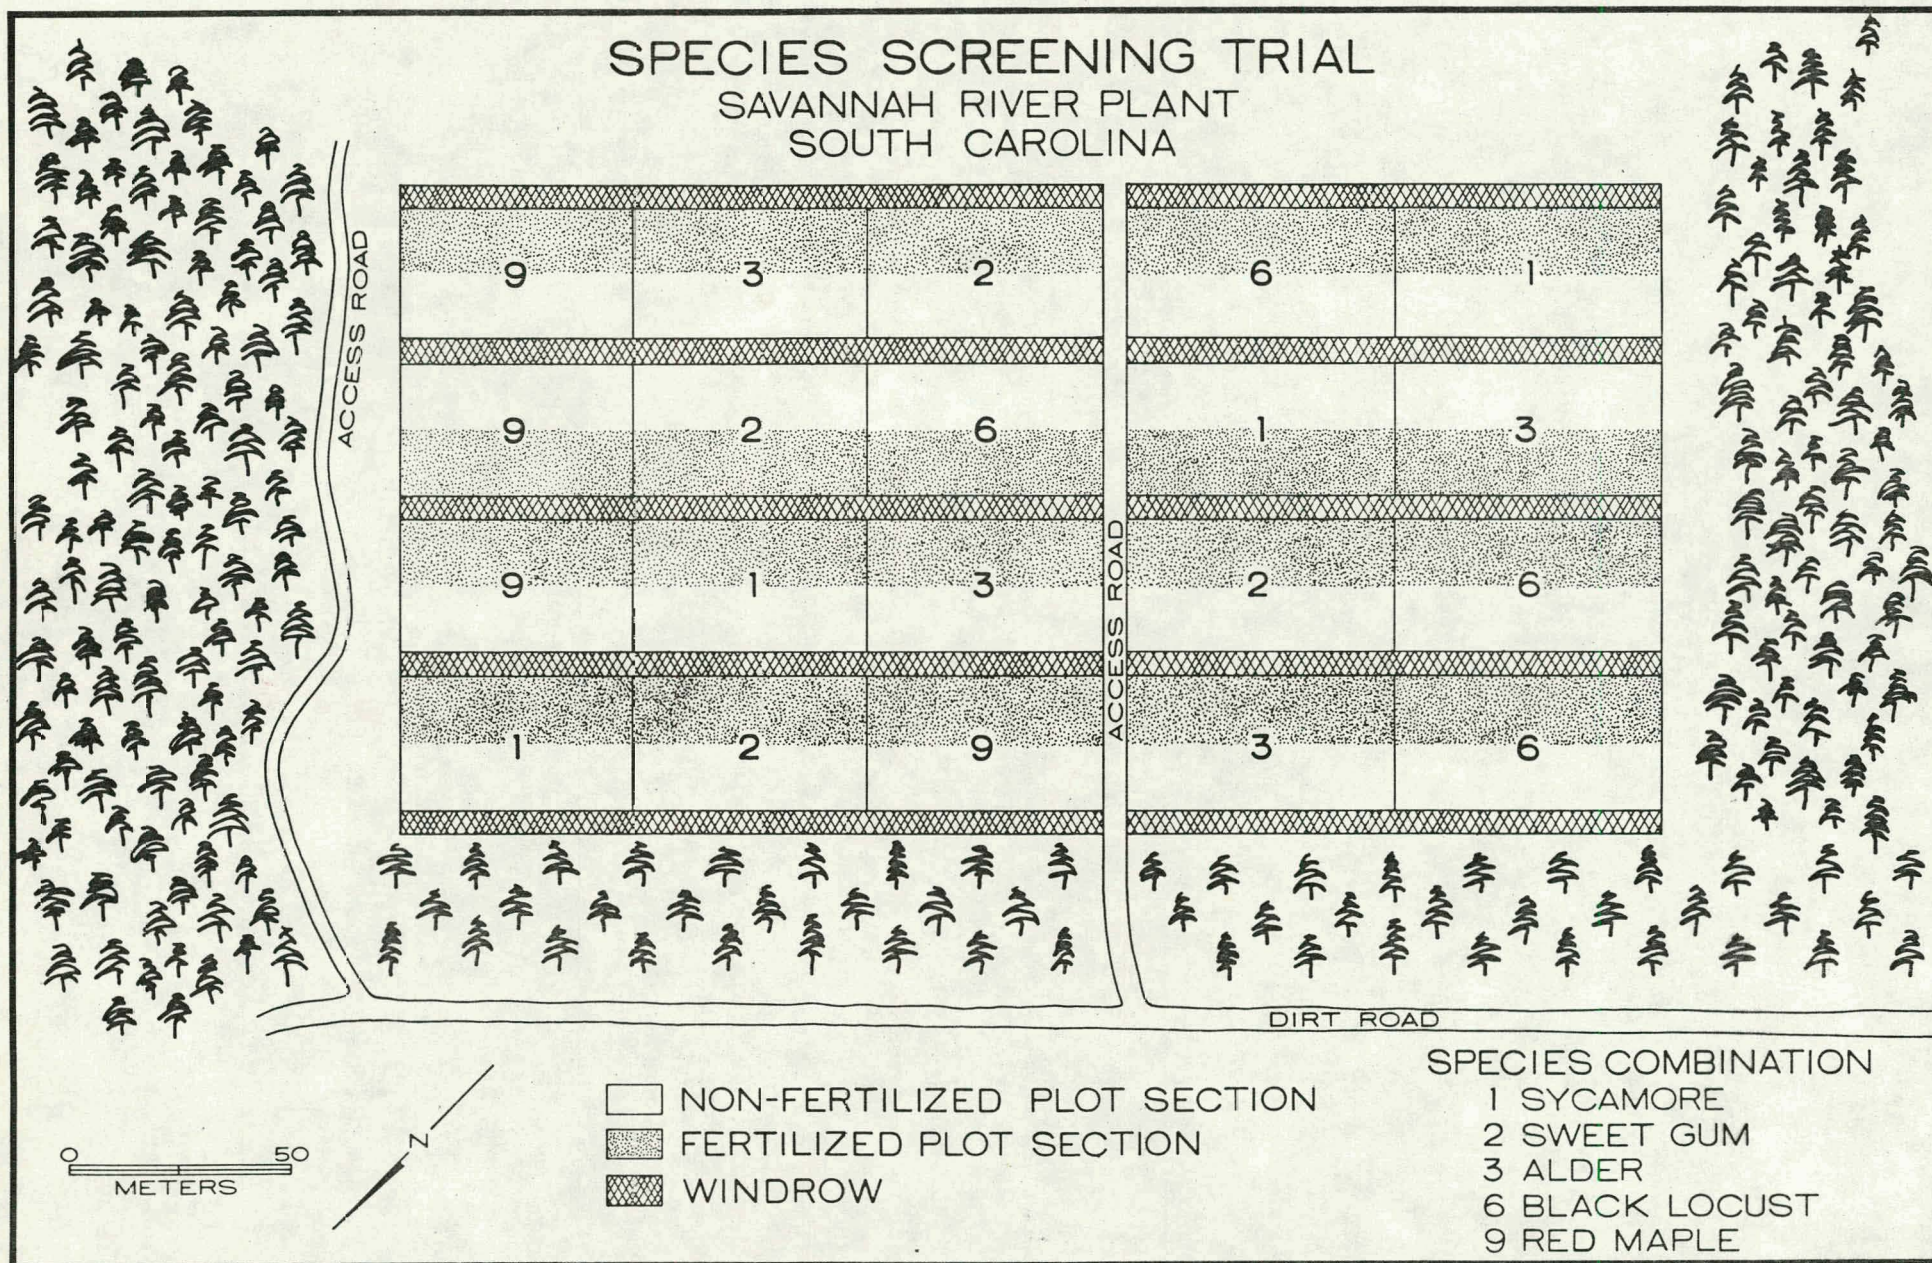 SPECIES SCREENING TRIAL
SAVANNAH RIVER PLANT
SOUTH CAROLINA
ACCESS ROAD
9 3 2 6 1
9 2 6 1 3
9 1 3 2 6
ACCESS ROAD
1 2 9 3 6
DIRT ROAD
N
0 50
METERS
NON-FERTILIZED PLOT SECTION
FERTILIZED PLOT SECTION
WINDROW
SPECIES COMBINATION
1 SYCAMORE
2 SWEET GUM
3 ALDER
6 BLACK LOCUST
9 RED MAPLE